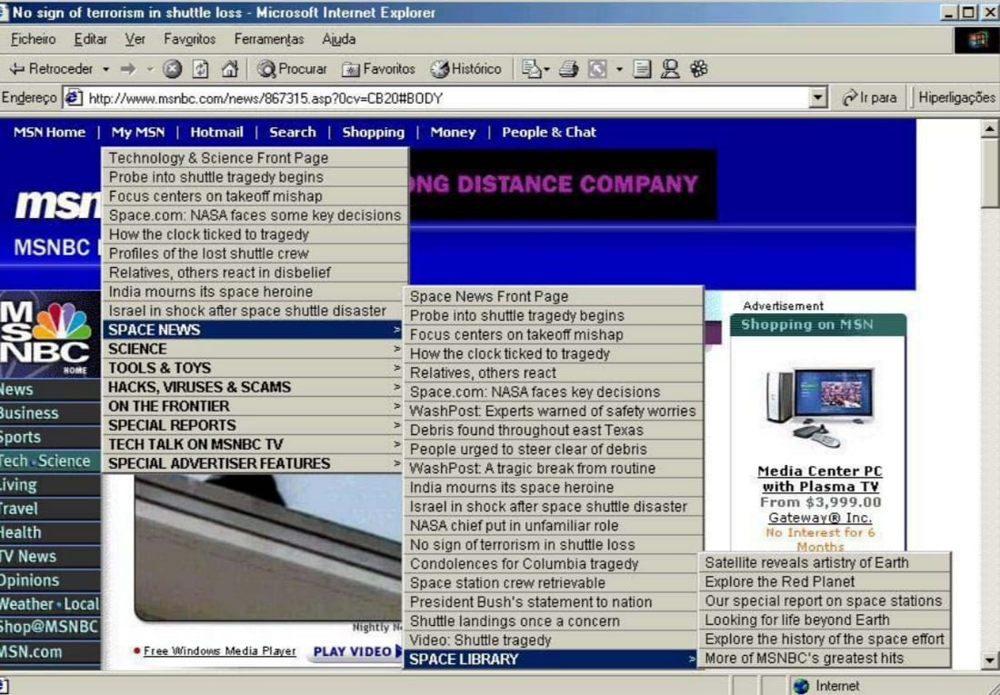 No sign of terrorism in shuttle loss - Microsoft Internet Explorer
Ficheiro Editar Ver Favoritos Ferramentas Ajuda
Retroceder Procurar Favoritos Histórico
Endereço http://www.msnbc.com/news/867315.asp?0cv=CB20#BODY Ir para Hiperligações
MSN Home | My MSN | Hotmail | Search | Shopping | Money | People & Chat
DISTANCE COMPANY
MSNBC
Technology & Science Front Page
Probe into shuttle tragedy begins
Focus centers on takeoff mishap
Space.com: NASA faces some key decisions
How the clock ticked to tragedy
Profiles of the lost shuttle crew
Relatives, others react in disbelief
India mourns its space heroine
Israel in shock after space shuttle disaster
SPACE NEWS >
SCIENCE >
TOOLS & TOYS >
HACKS, VIRUSES & SCAMS >
ON THE FRONTIER >
SPECIAL REPORTS >
TECH TALK ON MSNBC TV >
SPECIAL ADVERTISER FEATURES >
Space News Front Page
Probe into shuttle tragedy begins
Focus centers on takeoff mishap
How the clock ticked to tragedy
Relatives, others react
Space.com: NASA faces key decisions
WashPost: Experts warned of safety worries
Debris found throughout east Texas
People urged to steer clear of debris
WashPost: A tragic break from routine
India mourns its space heroine
Israel in shock after space shuttle disaster
NASA chief put in unfamiliar role
No sign of terrorism in shuttle loss
Condolences for Columbia tragedy
Space station crew retrievable
President Bush's statement to nation
Shuttle landings once a concern
Video: Shuttle tragedy
SPACE LIBRARY >
Satellite reveals artistry of Earth
Explore the Red Planet
Our special report on space stations
Looking for life beyond Earth
Explore the history of the space effort
More of MSNBC's greatest hits
Advertisement
Shopping on MSN
Media Center PC
with Plasma TV
From $3,999.00
Gateway® Inc.
No Interest for 6
Months
MSNBC
HOME
News
Business
Sports
Tech • Science
Living
Travel
Health
TV News
Opinions
Weather • Local
Shop@MSNBC
MSN.com
Nightly
Free Windows Media Player PLAY VIDEO
Internet